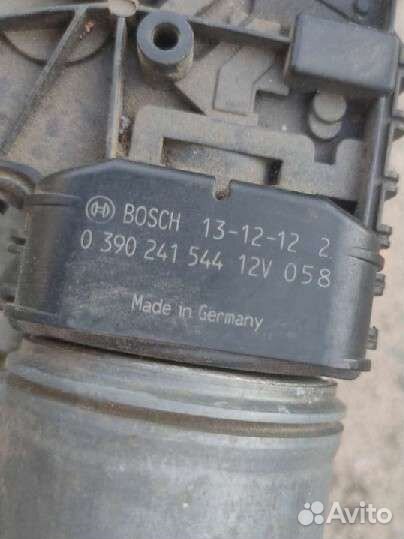 BOSCH 13-12-12 2
0 390 241 544 12V 058
Made in Germany
Avito